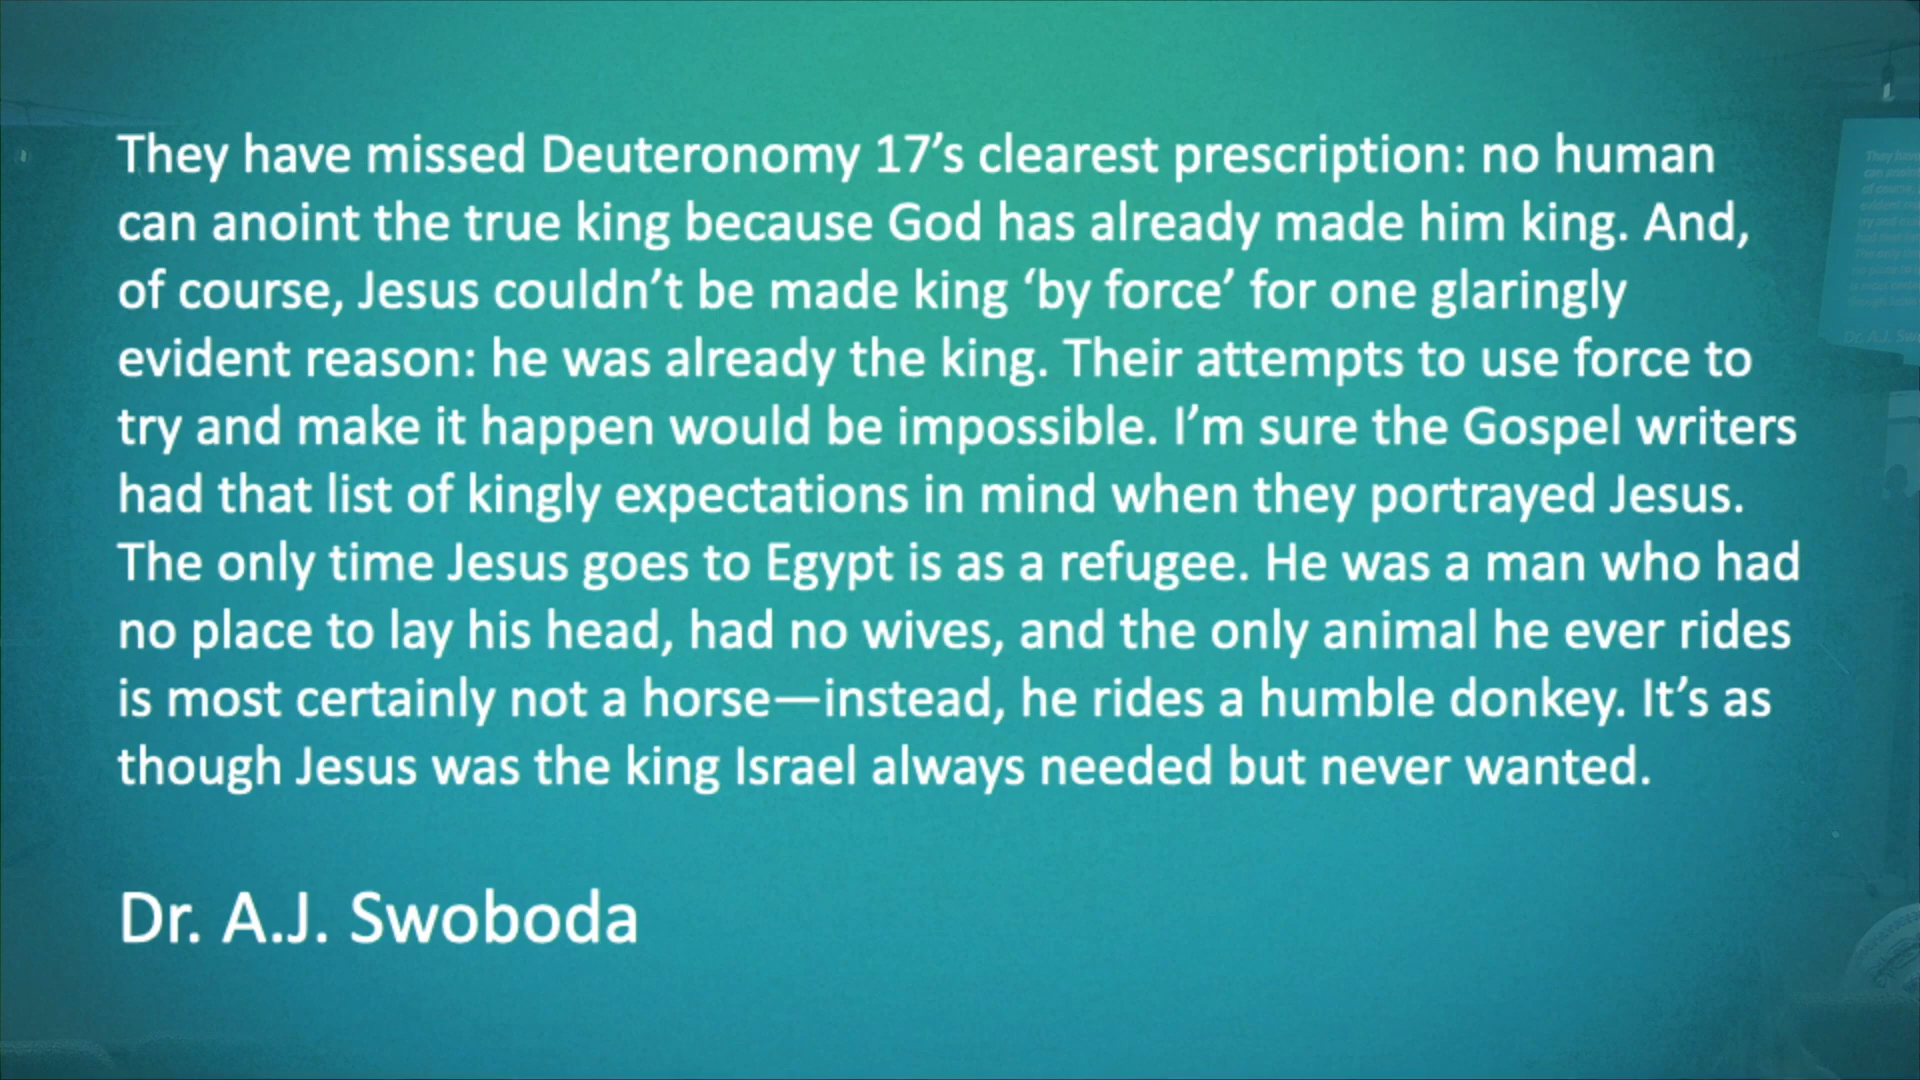 They have missed Deuteronomy 17’s clearest prescription: no human
can anoint the true king because God has already made him king. And,
of course, Jesus couldn’t be made king ‘by force’ for one glaringly
evident reason: he was already the king. Their attempts to use force to
try and make it happen would be impossible. I’m sure the Gospel writers
had that list of kingly expectations in mind when they portrayed Jesus.
The only time Jesus goes to Egypt is as a refugee. He was a man who had
no place to lay his head, had no wives, and the only animal he ever rides
is most certainly not a horse—instead, he rides a humble donkey. It’s as
though Jesus was the king Israel always needed but never wanted.
Dr. A.J. Swoboda